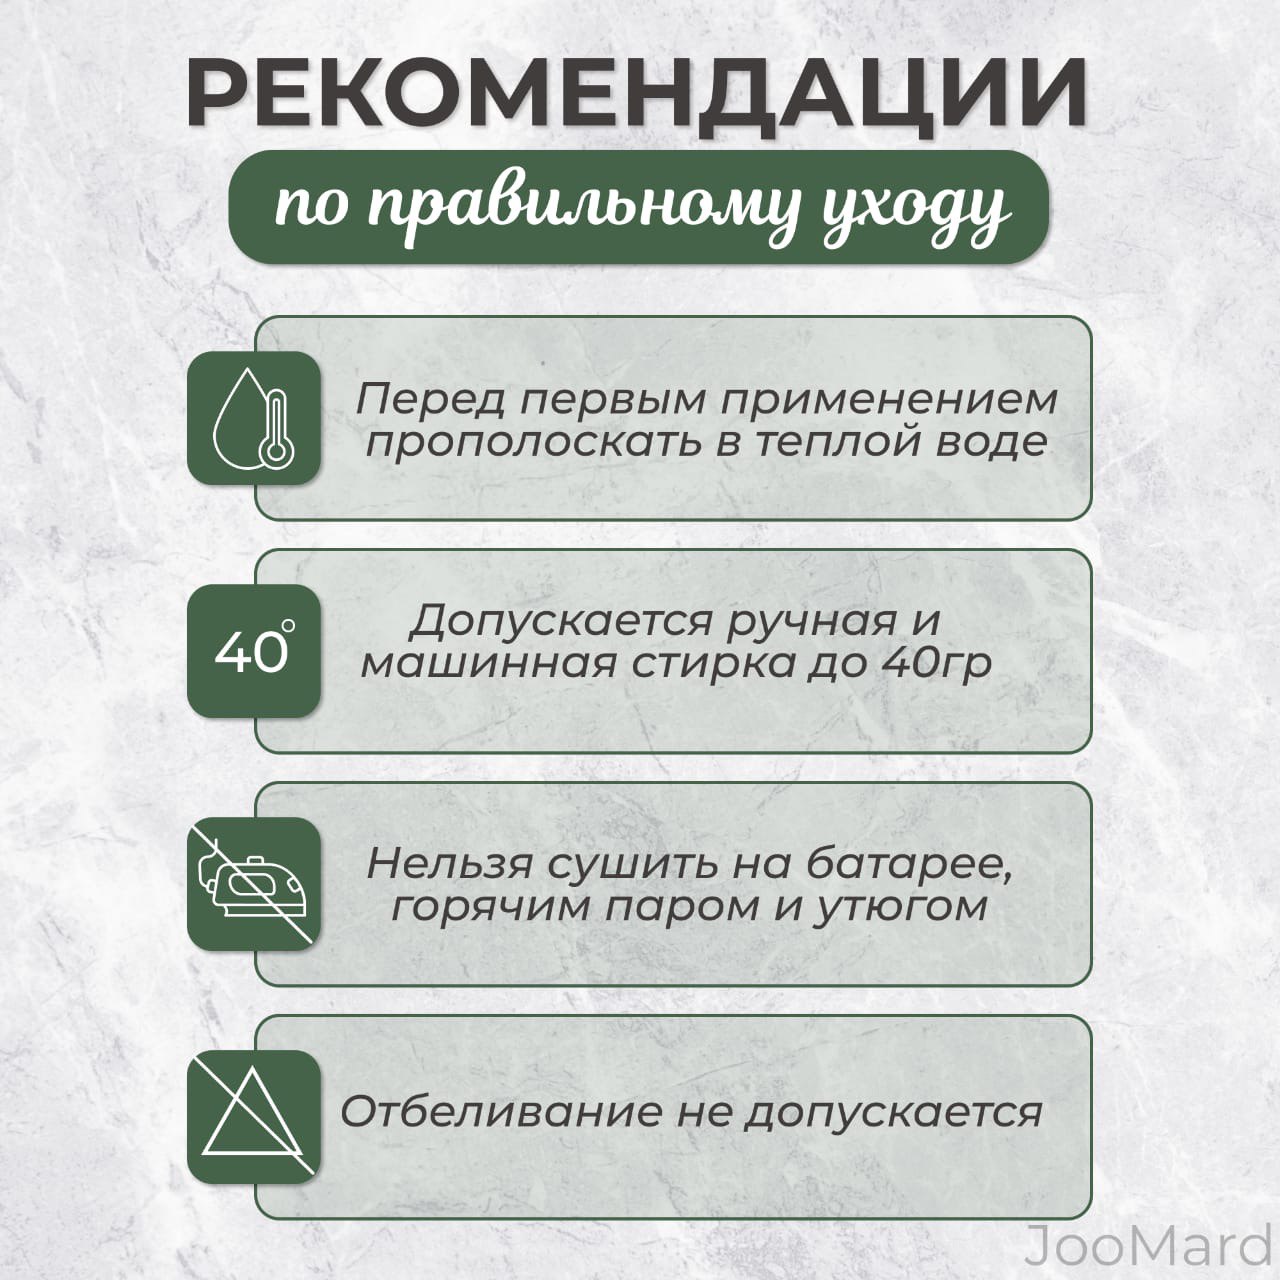 РЕКОМЕНДАЦИИ
по правильному уходу
Перед первым применением
прополоскать в теплой воде
40°
Допускается ручная и
машинная стирка до 40гр
Нельзя сушить на батарее,
горячим паром и утюгом
Отбеливание не допускается
JooMard